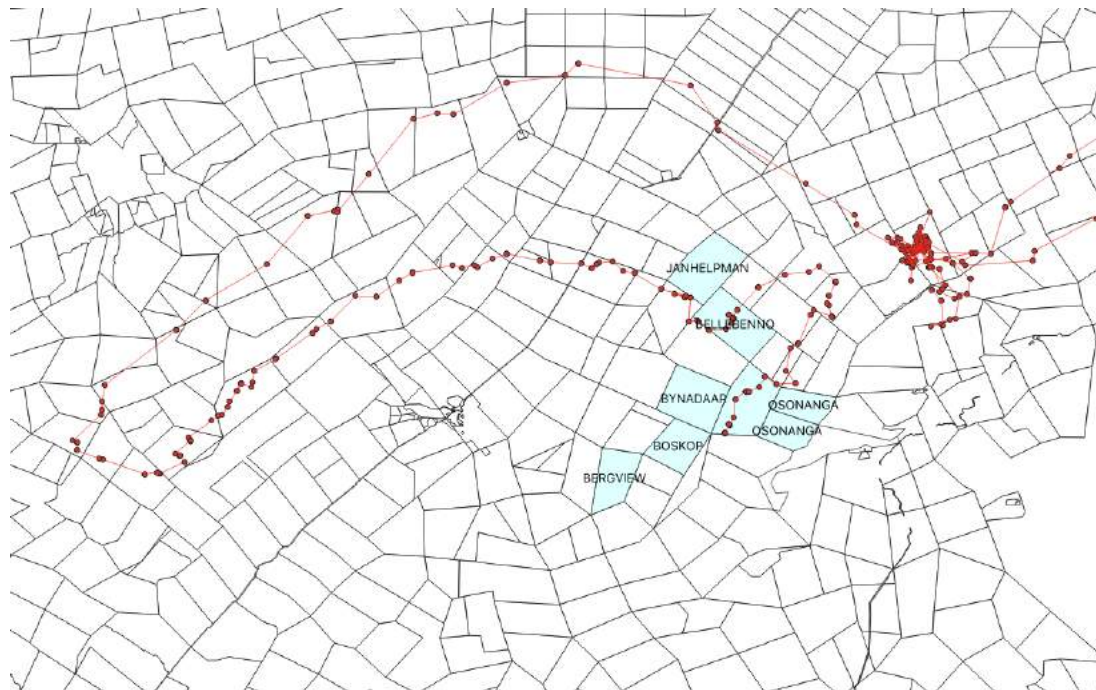 JANHELPMAN
BELLEBENNO
BYNADAAR
OSONANGA
OSONANGA
BOSKOP
BERGVIEW